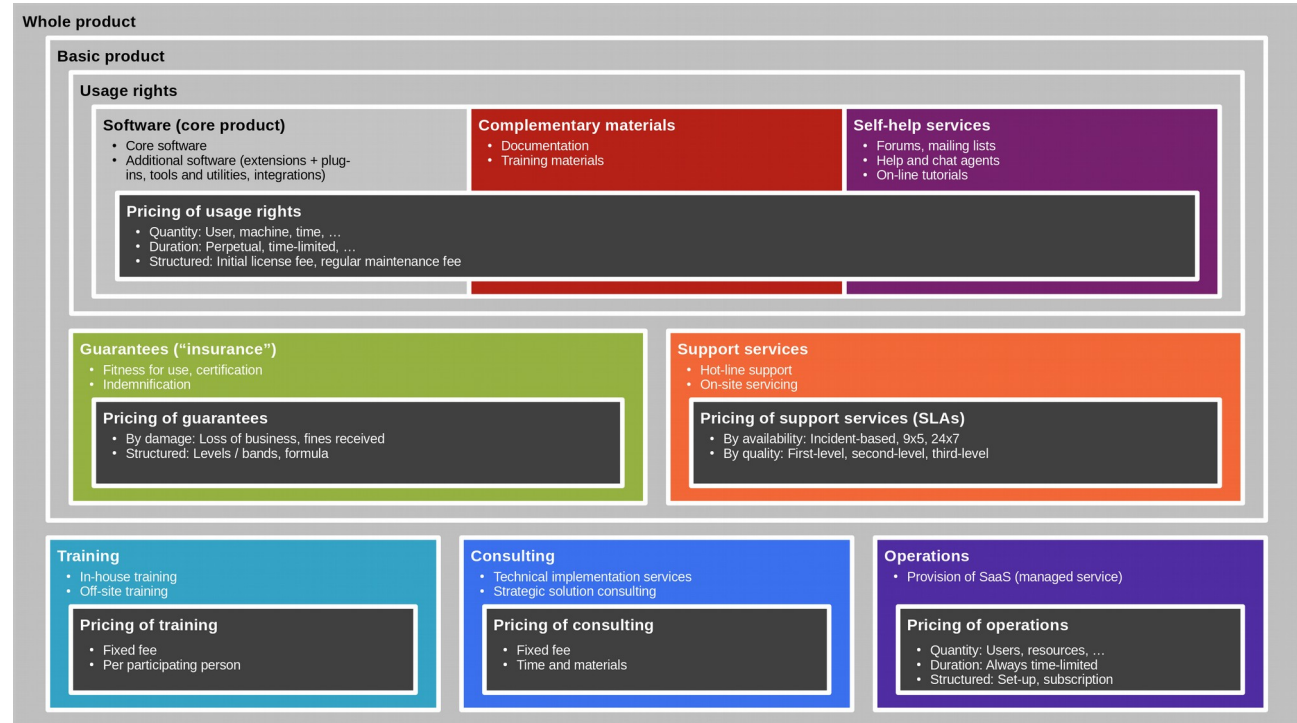 Whole product
Basic product
Usage rights
Software (core product)
• Core software
• Additional software (extensions + plug-
ins, tools and utilities, integrations)
Complementary materials
• Documentation
• Training materials
Self-help services
• Forums, mailing lists
• Help and chat agents
• On-line tutorials
Pricing of usage rights
• Quantity: User, machine, time, …
• Duration: Perpetual, time-limited, …
• Structured: Initial license fee, regular maintenance fee
Guarantees (“insurance”)
• Fitness for use, certification
• Indemnification
Pricing of guarantees
• By damage: Loss of business, fines received
• Structured: Levels / bands, formula
Support services
• Hot-line support
• On-site servicing
Pricing of support services (SLAs)
• By availability: Incident-based, 9x5, 24x7
• By quality: First-level, second-level, third-level
Training
• In-house training
• Off-site training
Pricing of training
• Fixed fee
• Per participating person
Consulting
• Technical implementation services
• Strategic solution consulting
Pricing of consulting
• Fixed fee
• Time and materials
Operations
• Provision of SaaS (managed service)
Pricing of operations
• Quantity: Users, resources, …
• Duration: Always time-limited
• Structured: Set-up, subscription